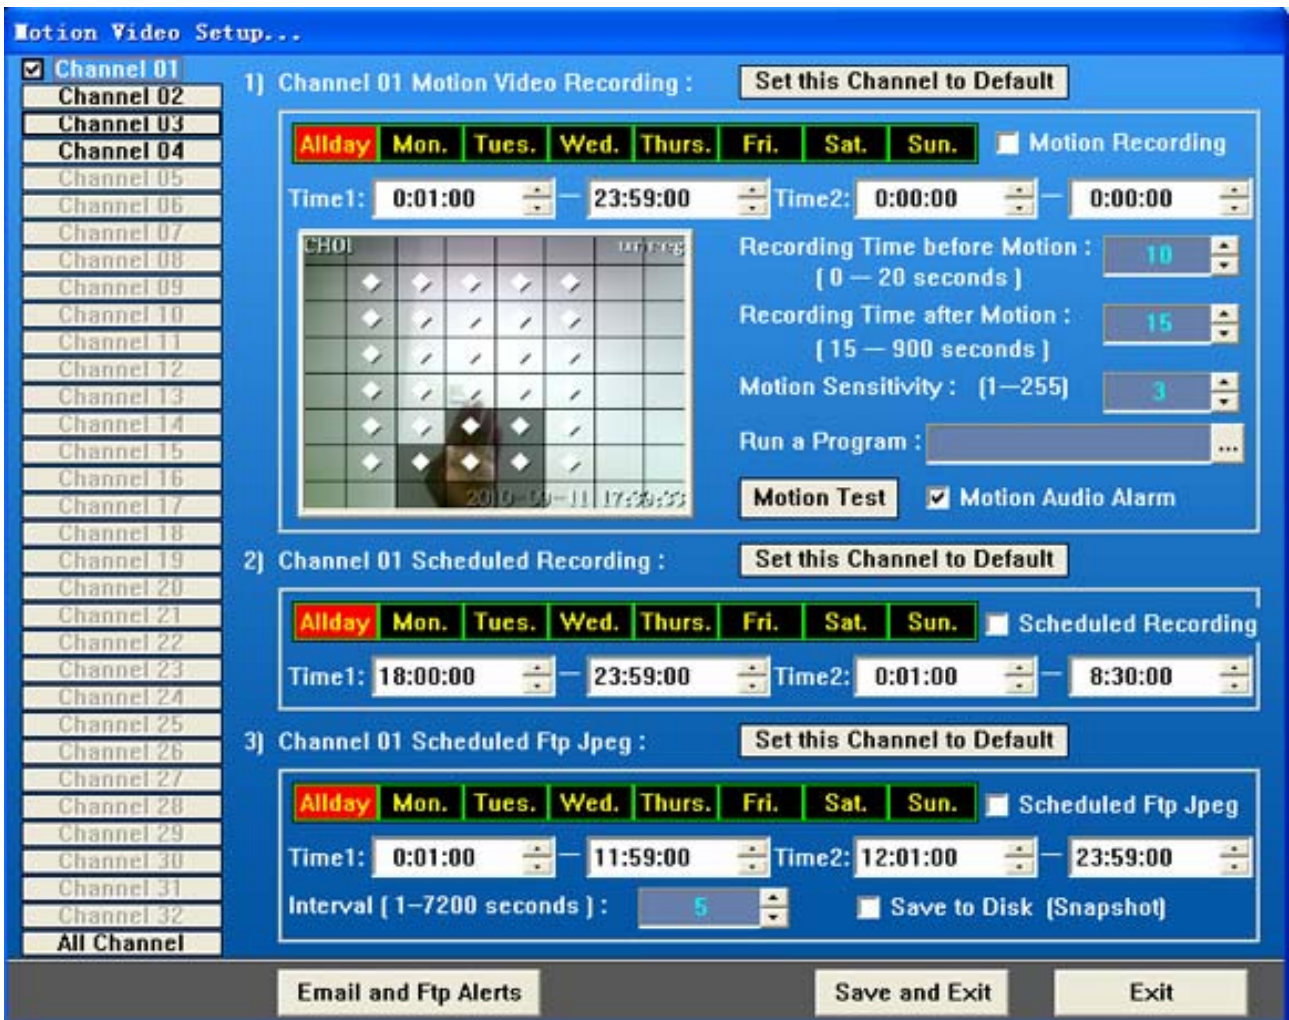 Motion Video Setup...
Channel 01
Channel 02
Channel 03
Channel 04
Channel 05
Channel 06
Channel 07
Channel 08
Channel 09
Channel 10
Channel 11
Channel 12
Channel 13
Channel 14
Channel 15
Channel 16
Channel 17
Channel 18
Channel 19
Channel 20
Channel 21
Channel 22
Channel 23
Channel 24
Channel 25
Channel 26
Channel 27
Channel 28
Channel 29
Channel 30
Channel 31
Channel 32
All Channel
1) Channel 01 Motion Video Recording : Set this Channel to Default
Allday Mon. Tues. Wed. Thurs. Fri. Sat. Sun. Motion Recording
Time1: 0:01:00 — 23:59:00 Time2: 0:00:00 — 0:00:00
CH01
2010-09-11 17:39:33
Recording Time before Motion : 10
( 0 — 20 seconds )
Recording Time after Motion : 15
( 15 — 900 seconds )
Motion Sensitivity : (1—255) 3
Run a Program : ...
Motion Test Motion Audio Alarm
2) Channel 01 Scheduled Recording : Set this Channel to Default
Allday Mon. Tues. Wed. Thurs. Fri. Sat. Sun. Scheduled Recording
Time1: 18:00:00 — 23:59:00 Time2: 0:01:00 — 8:30:00
3) Channel 01 Scheduled Ftp Jpeg : Set this Channel to Default
Allday Mon. Tues. Wed. Thurs. Fri. Sat. Sun. Scheduled Ftp Jpeg
Time1: 0:01:00 — 11:59:00 Time2: 12:01:00 — 23:59:00
Interval ( 1—7200 seconds ) : 5 Save to Disk (Snapshot)
Email and Ftp Alerts Save and Exit Exit